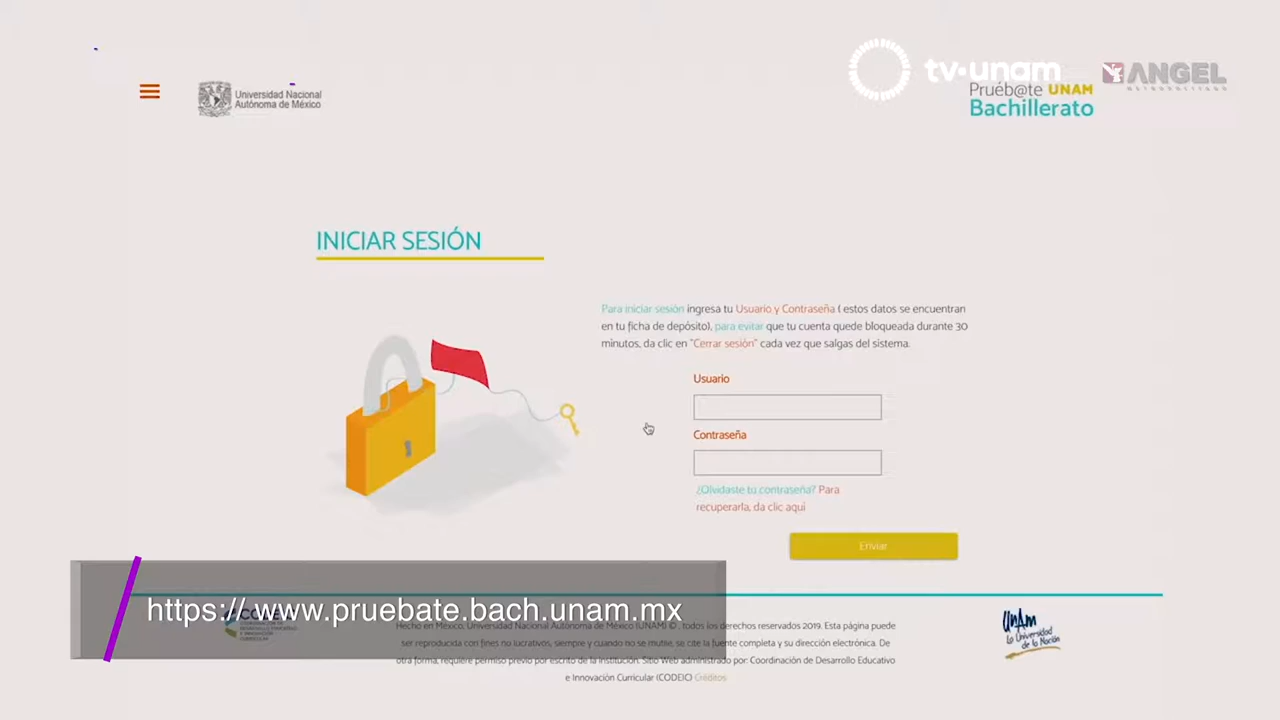 tv·unam
ANGEL
METROPOLITANO
Universidad Nacional
Autónoma de México
Pruéb@te UNAM
Bachillerato
INICIAR SESIÓN
Para iniciar sesión ingresa tu Usuario y Contraseña ( estos datos se encuentran
en tu ficha de depósito), para evitar que tu cuenta quede bloqueada durante 30
minutos, da clic en "Cerrar sesión" cada vez que salgas del sistema.
Usuario
Contraseña
¿Olvidaste tu contraseña? Para
recuperarla, da clic aquí
Enviar
https:// www.pruebate.bach.unam.mx
Hecho en México, Universidad Nacional Autónoma de México (UNAM) © , todos los derechos reservados 2019. Esta página puede
ser reproducida con fines no lucrativos, siempre y cuando no se mutile, se cite la fuente completa y su dirección electrónica. De
otra forma, requiere permiso previo por escrito de la institución. Sitio Web administrado por: Coordinación de Desarrollo Educativo
e Innovación Curricular (CODEIC) Créditos
UNAM
La Universidad
de la Nación